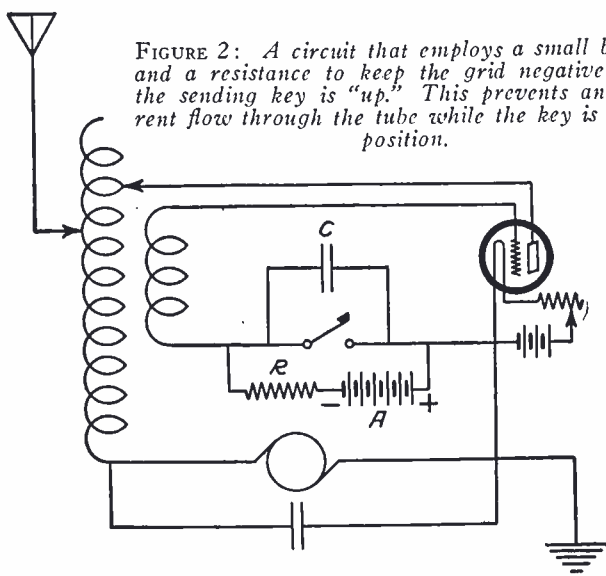 FIGURE 2: A circuit that employs a small b
and a resistance to keep the grid negative
the sending key is "up." This prevents an
rent flow through the tube while the key is
position.
C
R
− A +